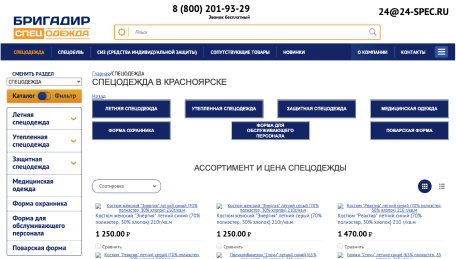 БРИГАДИР
СПЕЦОДЕЖДА
8 (800) 201-93-29
Звонок бесплатный
24@24-SPEC.RU
Поиск
СПЕЦОДЕЖДА
СПЕЦОБУВЬ
СИЗ (СРЕДСТВА ИНДИВИДУАЛЬНОЙ ЗАЩИТЫ)
СОПУТСТВУЮЩИЕ ТОВАРЫ
НОВИНКИ
О КОМПАНИИ
КОНТАКТЫ
СМЕНИТЬ РАЗДЕЛ
СПЕЦОДЕЖДА
Каталог Фильтр
Летняя
спецодежда
Утепленная
спецодежда
Защитная
спецодежда
Медицинская
одежда
Форма охранника
Форма для
обслуживающего
персонала
Поварская форма
Главная/СПЕЦОДЕЖДА
СПЕЦОДЕЖДА В КРАСНОЯРСКЕ
Назад
ЛЕТНЯЯ СПЕЦОДЕЖДА
УТЕПЛЕННАЯ СПЕЦОДЕЖДА
ЗАЩИТНАЯ СПЕЦОДЕЖДА
МЕДИЦИНСКАЯ ОДЕЖДА
ФОРМА ОХРАННИКА
ФОРМА ДЛЯ
ОБСЛУЖИВАЮЩЕГО
ПЕРСОНАЛА
ПОВАРСКАЯ ФОРМА
АССОРТИМЕНТ И ЦЕНА СПЕЦОДЕЖДЫ
Сортировка
Костюм женский "Энергия" летний синий (70%
полиэстер, 30% хлопок) 210г/кв.м
1 250.00 ₽
Сравнить
Костюм женский "Энергия" летний серый (70%
полиэстер, 30% хлопок) 210г/кв.м
1 250.00 ₽
Сравнить
Костюм "Реактив" летний синий (70%
полиэстер, 30% хлопок) 210 г/кв.м
1 470.00 ₽
Сравнить